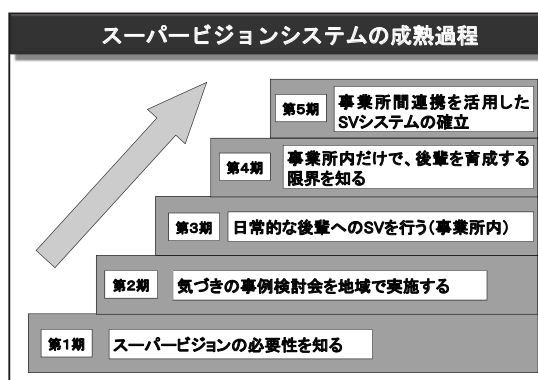 スーパービジョンシステムの成熟過程
第5期
事業所間連携を活用した
SVシステムの確立
第4期
事業所内だけで、後輩を育成する
限界を知る
第3期
日常的な後輩へのSVを行う(事業所内)
第2期
気づきの事例検討会を地域で実施する
第1期
スーパービジョンの必要性を知る